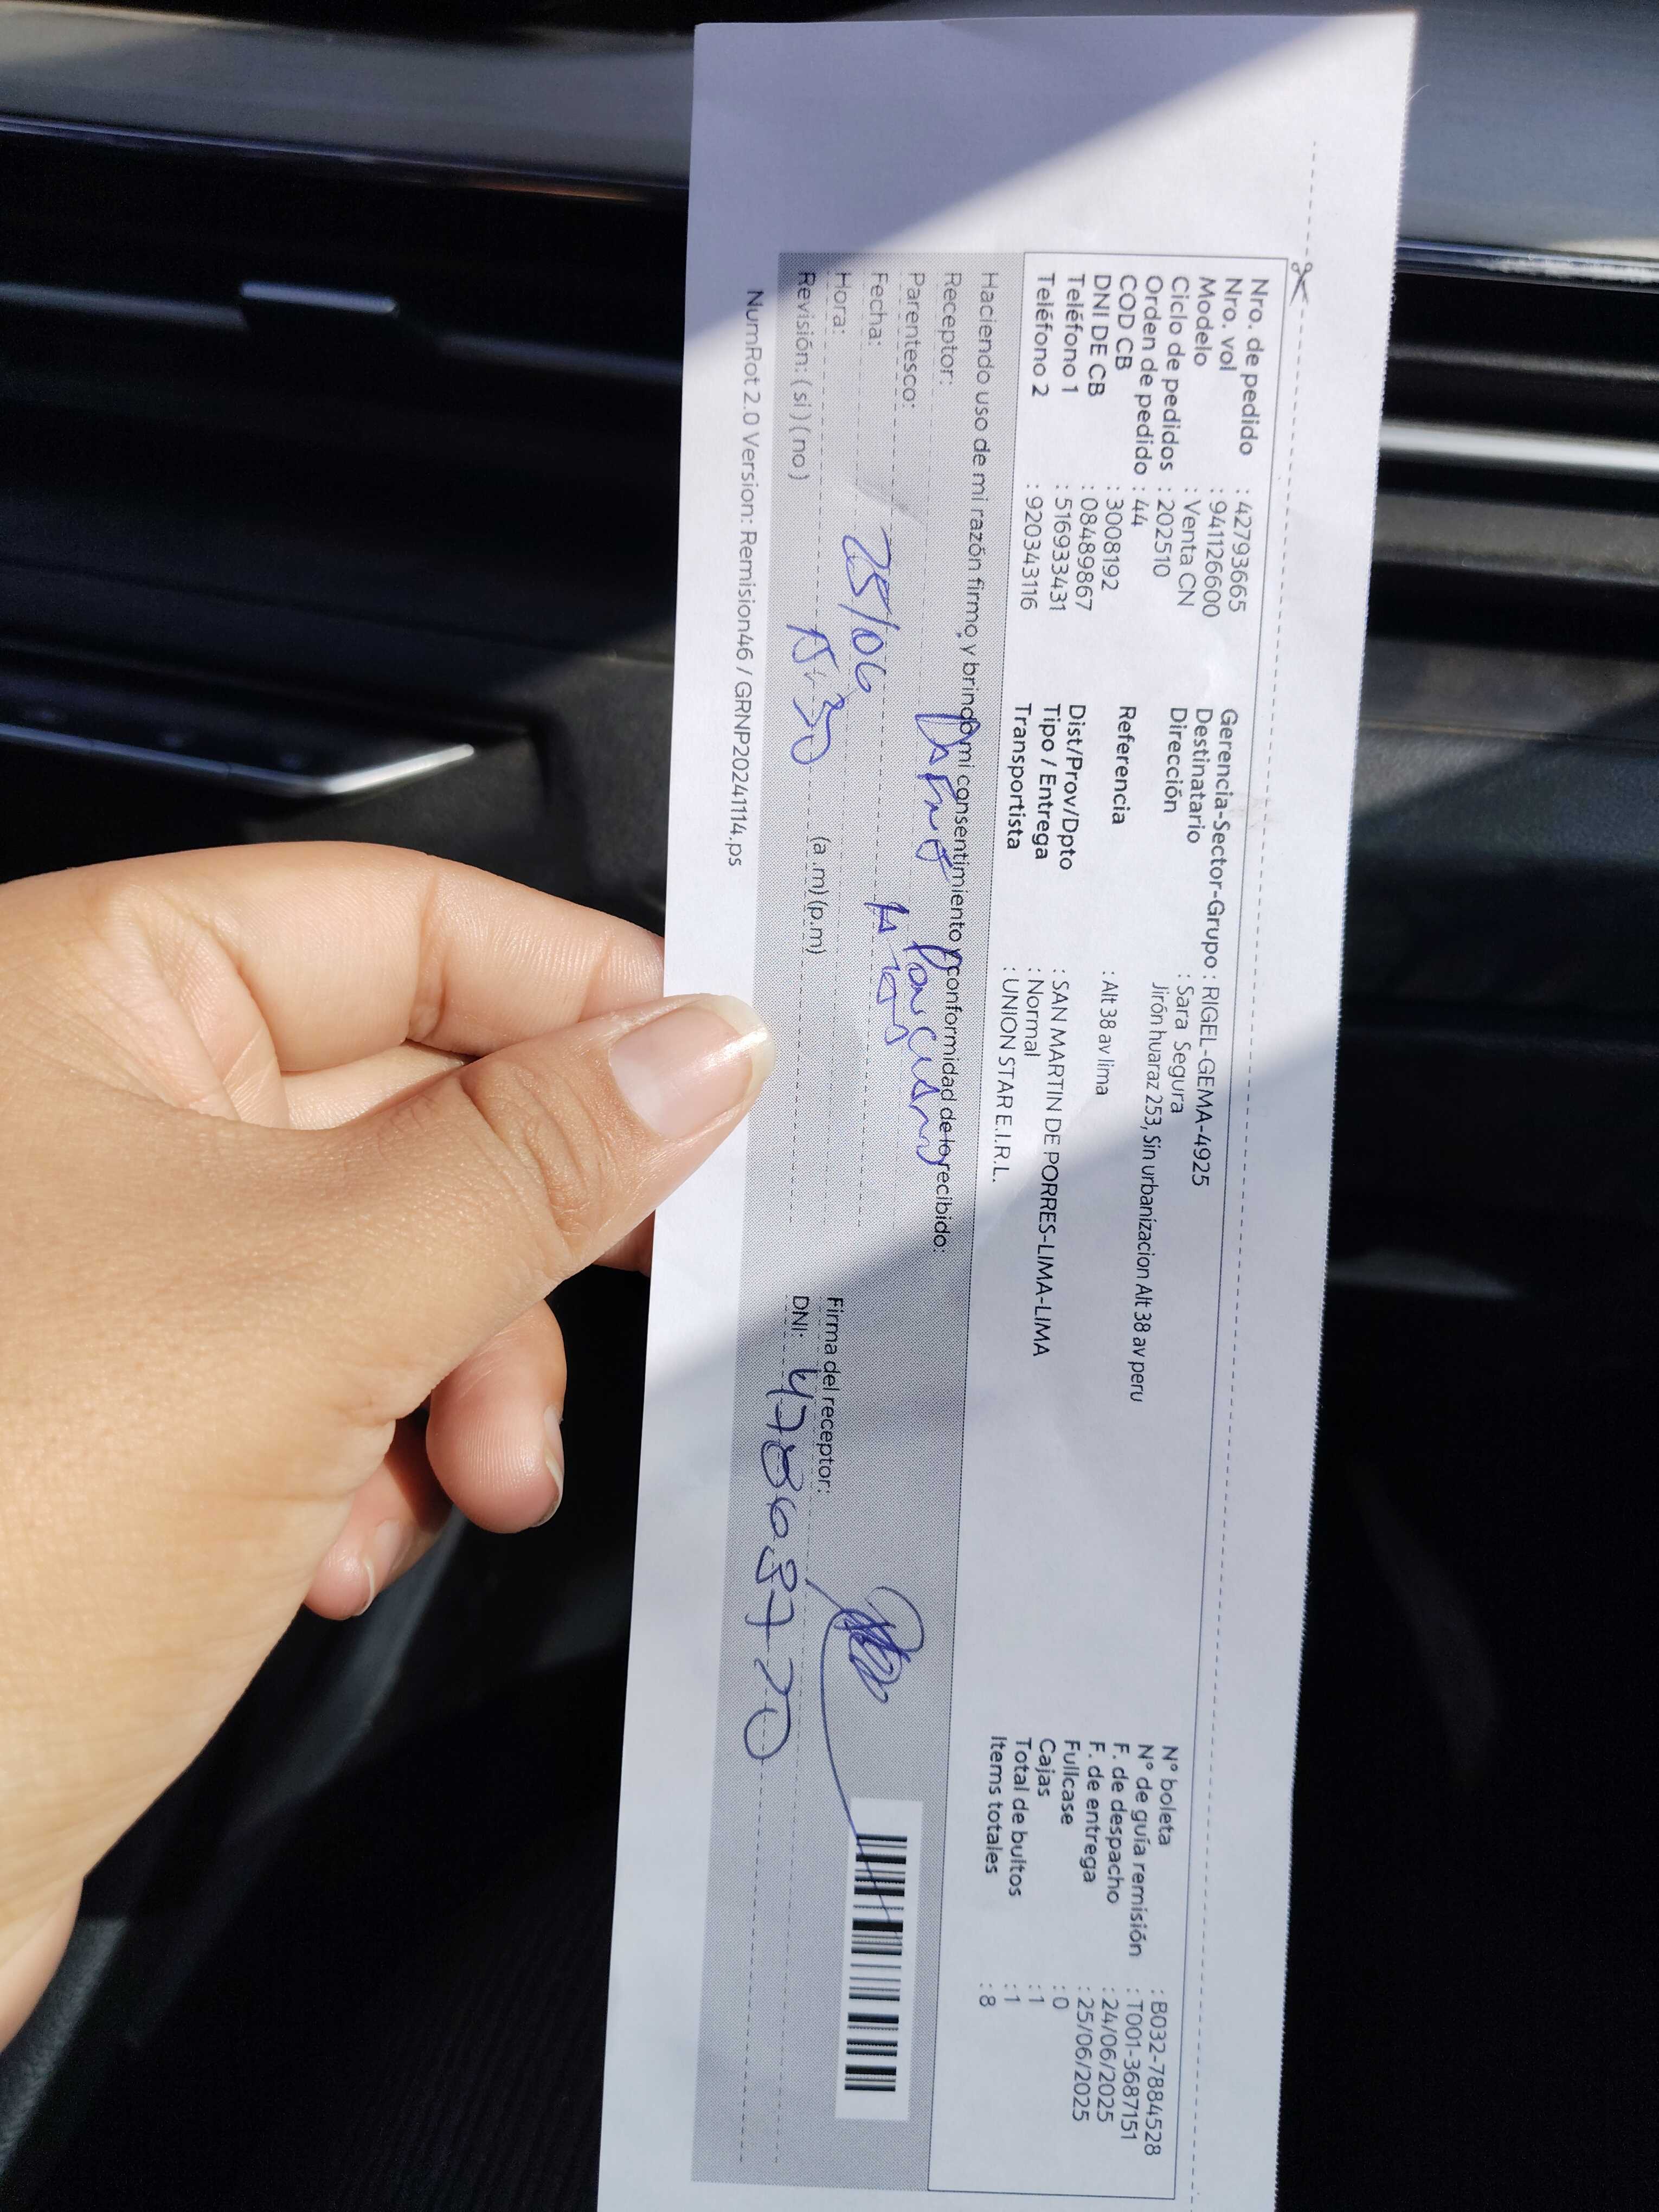 Nro. de pedido : 42793665
Nro. vol : 941126600
Modelo : Venta CN
Ciclo de pedidos : 202510
Orden de pedido : 44
COD CB : 3008192
DNI DE CB : 08489867
Teléfono 1 : 516933431
Teléfono 2 : 920343116
Gerencia-Sector-Grupo : RIGEL-GEMA-4925
Destinatario : Sara Segura
Dirección Jirón huaraz 253, Sin urbanizacion Alt 38 av peru
Referencia : Alt 38 av lima
Dist/Prov/Dpto : SAN MARTIN DE PORRES-LIMA-LIMA
Tipo / Entrega : Normal
Transportista : UNION STAR E.I.R.L.
N° boleta : B032-7884528
N° de guía remisión : T001-3687151
F. de despacho : 24/06/2025
F. de entrega : 25/06/2025
Fullcase : 0
Cajas : 1
Total de bultos : 1
Items totales : 8
Haciendo uso de mi razón firmo y brindo mi consentimiento y conformidad de lo recibido:
Receptor:
Parentesco:
Fecha: 25/06
Hora: 15:30 (a.m) (p.m)
Revisión: ( si ) ( no )
Firma del receptor:
DNI:
NumRot 2.0 Version: Remision46 / GRNP20241114.ps